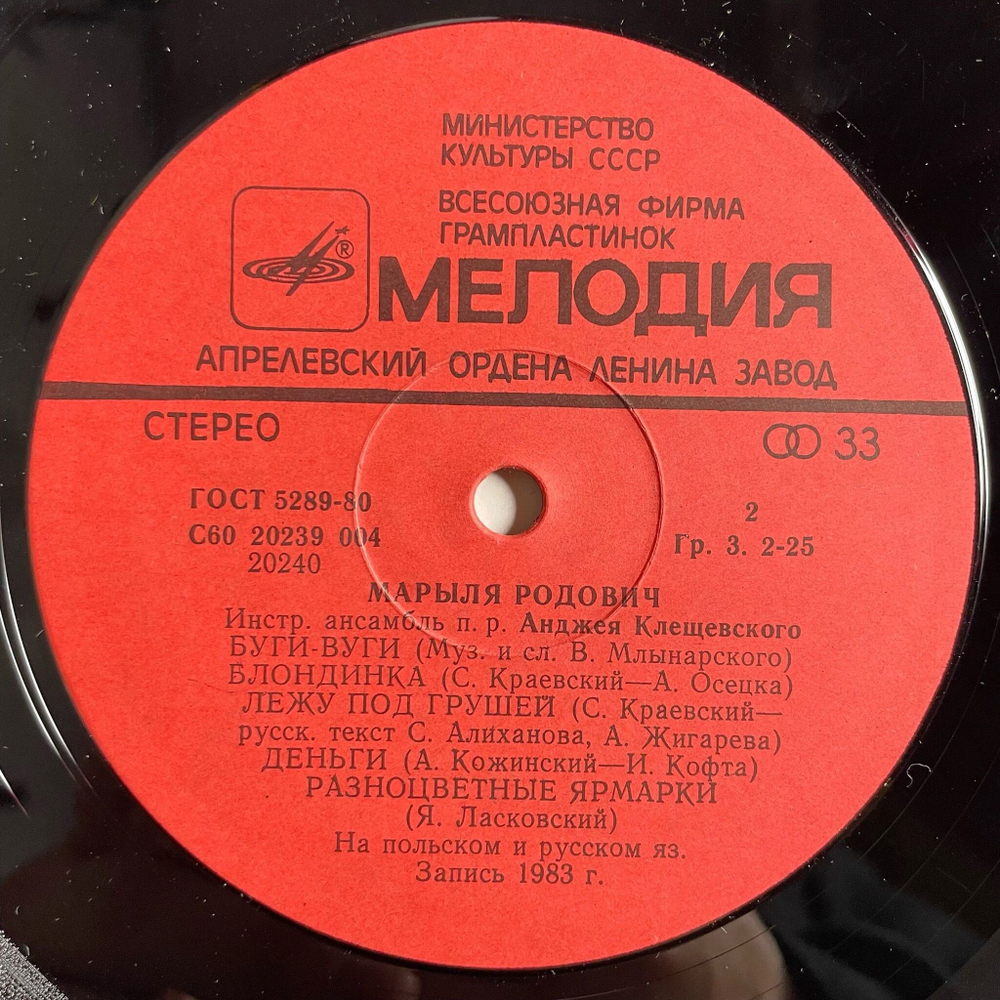 МИНИСТЕРСТВО
КУЛЬТУРЫ СССР
ВСЕСОЮЗНАЯ ФИРМА
ГРАМПЛАСТИНОК
®
МЕЛОДИЯ
АПРЕЛЕВСКИЙ ОРДЕНА ЛЕНИНА ЗАВОД
СТЕРЕО
33
ГОСТ 5289-80
С60 20239 004
20240
2
Гр. 3. 2-25
МАРЫЛЯ РОДОВИЧ
Инстр. ансамбль п. р. Анджея Клещевского
БУГИ-ВУГИ (Муз. и сл. В. Млынарского)
БЛОНДИНКА (С. Краевский—А. Осецка)
ЛЕЖУ ПОД ГРУШЕЙ (С. Краевский—
русск. текст С. Алиханова, А. Жигарева)
ДЕНЬГИ (А. Кожинский—И. Кофта)
РАЗНОЦВЕТНЫЕ ЯРМАРКИ
(Я. Ласковский)
На польском и русском яз.
Запись 1983 г.